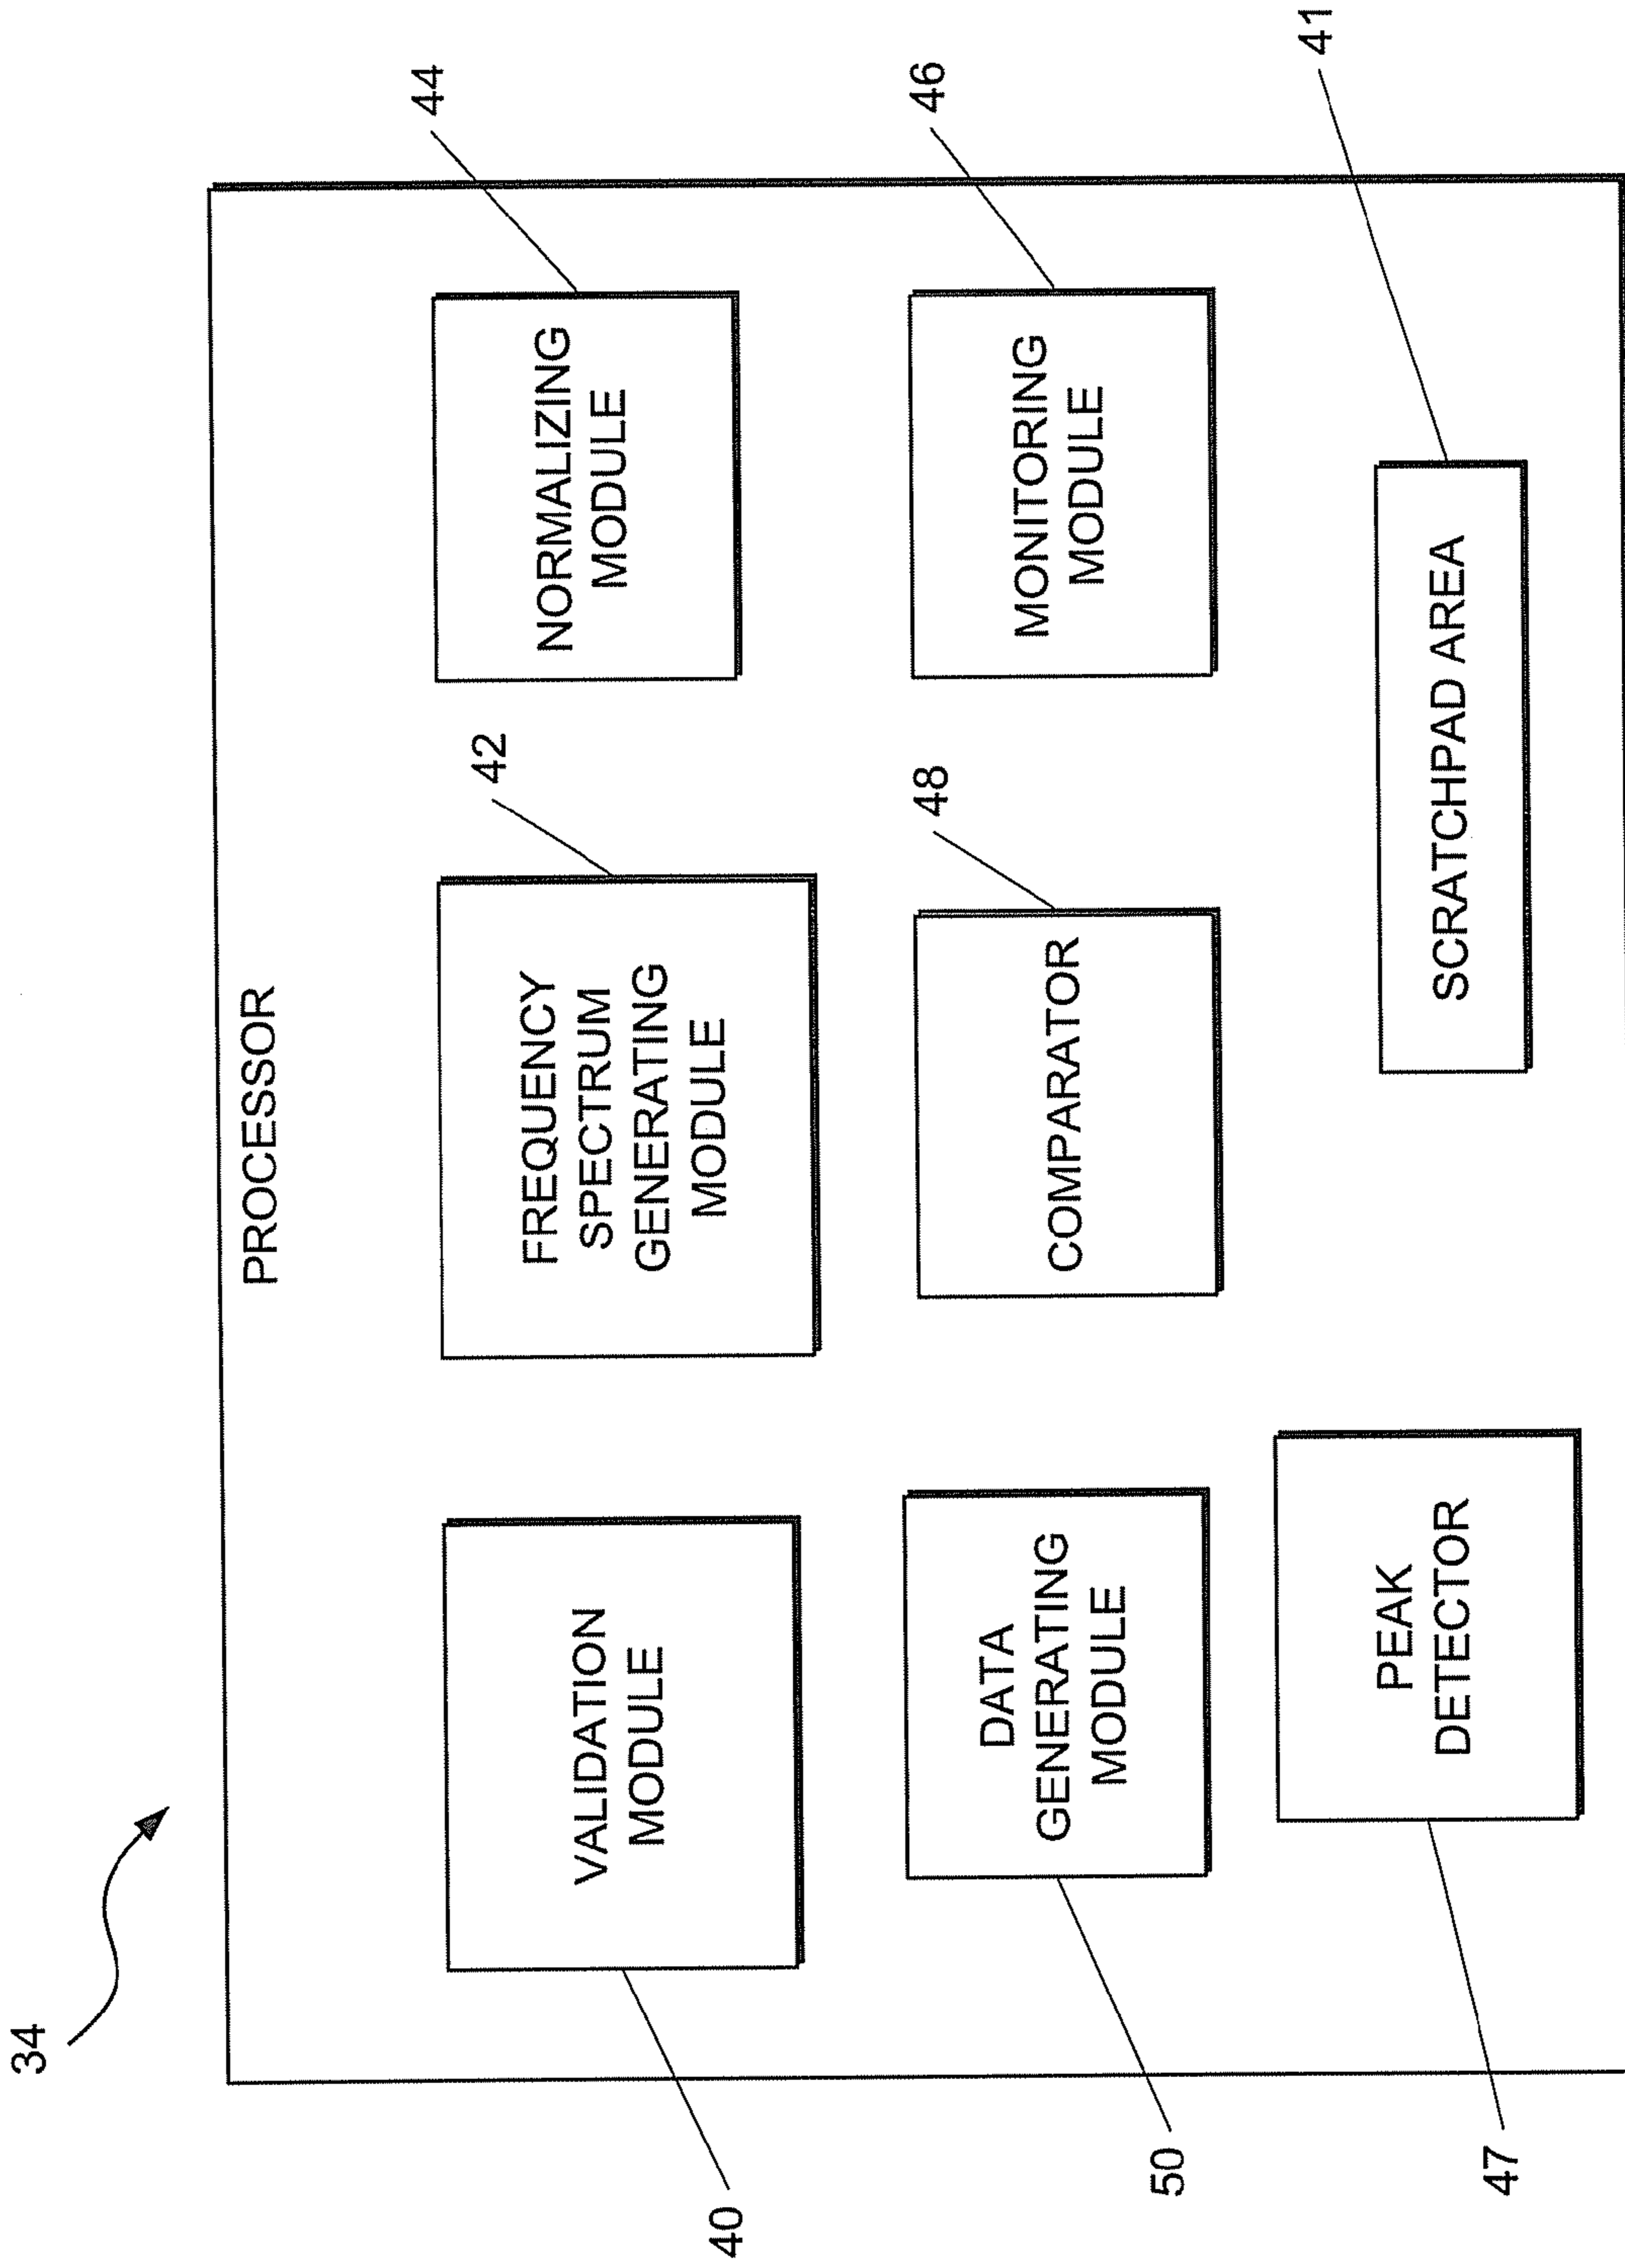 34
PROCESSOR
40
VALIDATION
MODULE
42
FREQUENCY
SPECTRUM
GENERATING
MODULE
44
NORMALIZING
MODULE
50
DATA
GENERATING
MODULE
48
COMPARATOR
46
MONITORING
MODULE
47
PEAK
DETECTOR
41
SCRATCHPAD AREA